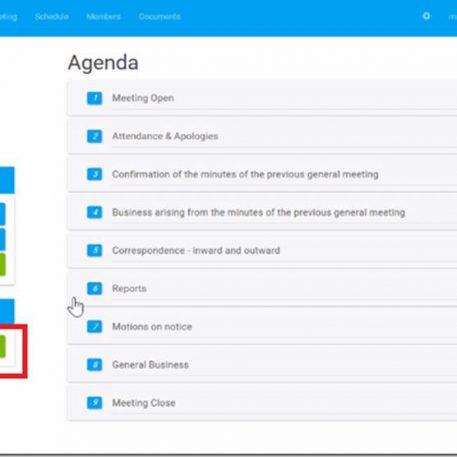 eting Schedule Members Documents m
Agenda
1 Meeting Open
2 Attendance & Apologies
3 Confirmation of the minutes of the previous general meeting
4 Business arising from the minutes of the previous general meeting
5 Correspondence - inward and outward
6 Reports
7 Motions on notice
8 General Business
9 Meeting Close